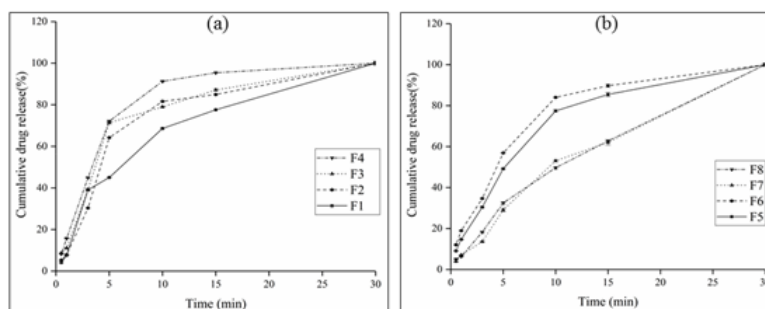 (a)
120
100
80
60
40
20
0
Cumulative drug release(%)
F4
F3
F2
F1
0 5 10 15 20 25 30
Time (min)
(b)
120
100
80
60
40
20
0
Cumulative drug release(%)
F8
F7
F6
F5
0 5 10 15 20 25 30
Time (min)